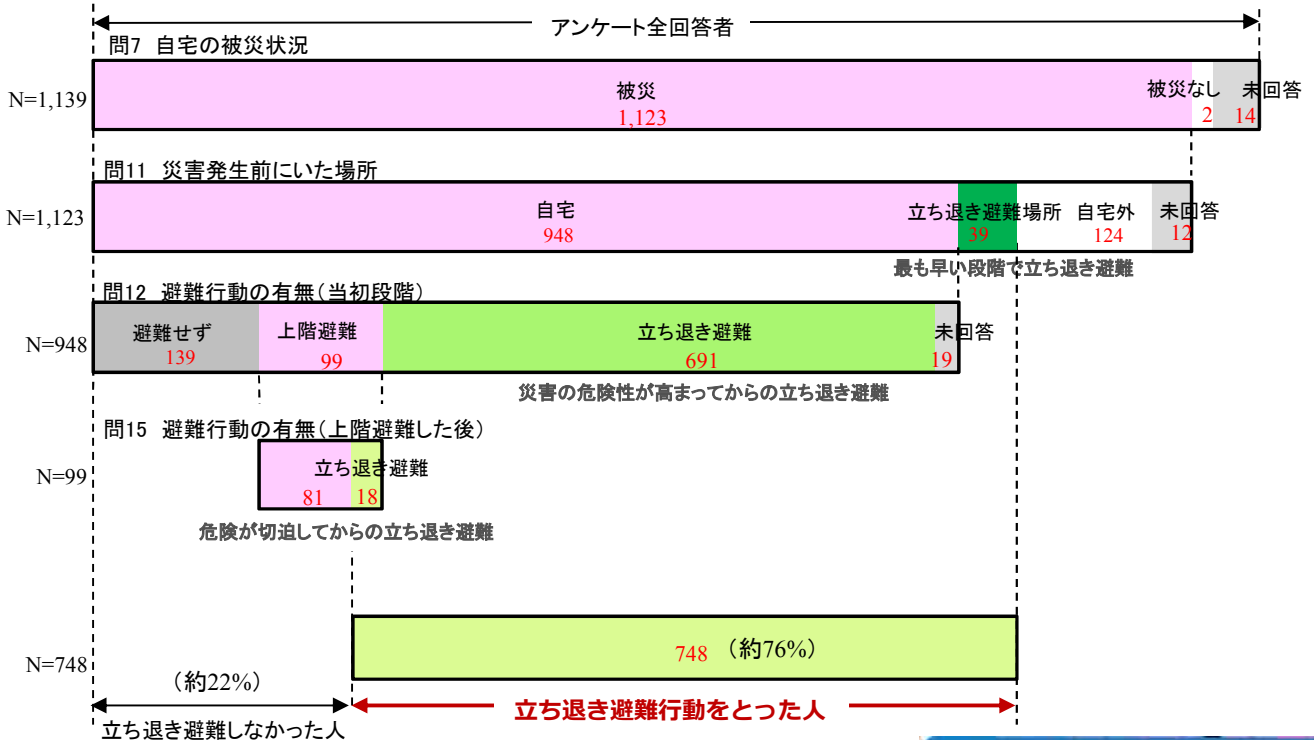 アンケート全回答者
問7 自宅の被災状況
N=1,139
被災
1,123
被災なし
2
未回答
14
問11 災害発生前にいた場所
N=1,123
自宅
948
立ち退き避難場所
39
自宅外
124
未回答
12
最も早い段階で立ち退き避難
問12 避難行動の有無(当初段階)
N=948
避難せず
139
上階避難
99
立ち退き避難
691
未回答
19
災害の危険性が高まってからの立ち退き避難
問15 避難行動の有無(上階避難した後)
N=99
立ち退き避難
81
18
危険が切迫してからの立ち退き避難
N=748
748 (約76%)
(約22%)
立ち退き避難行動をとった人
立ち退き避難しなかった人